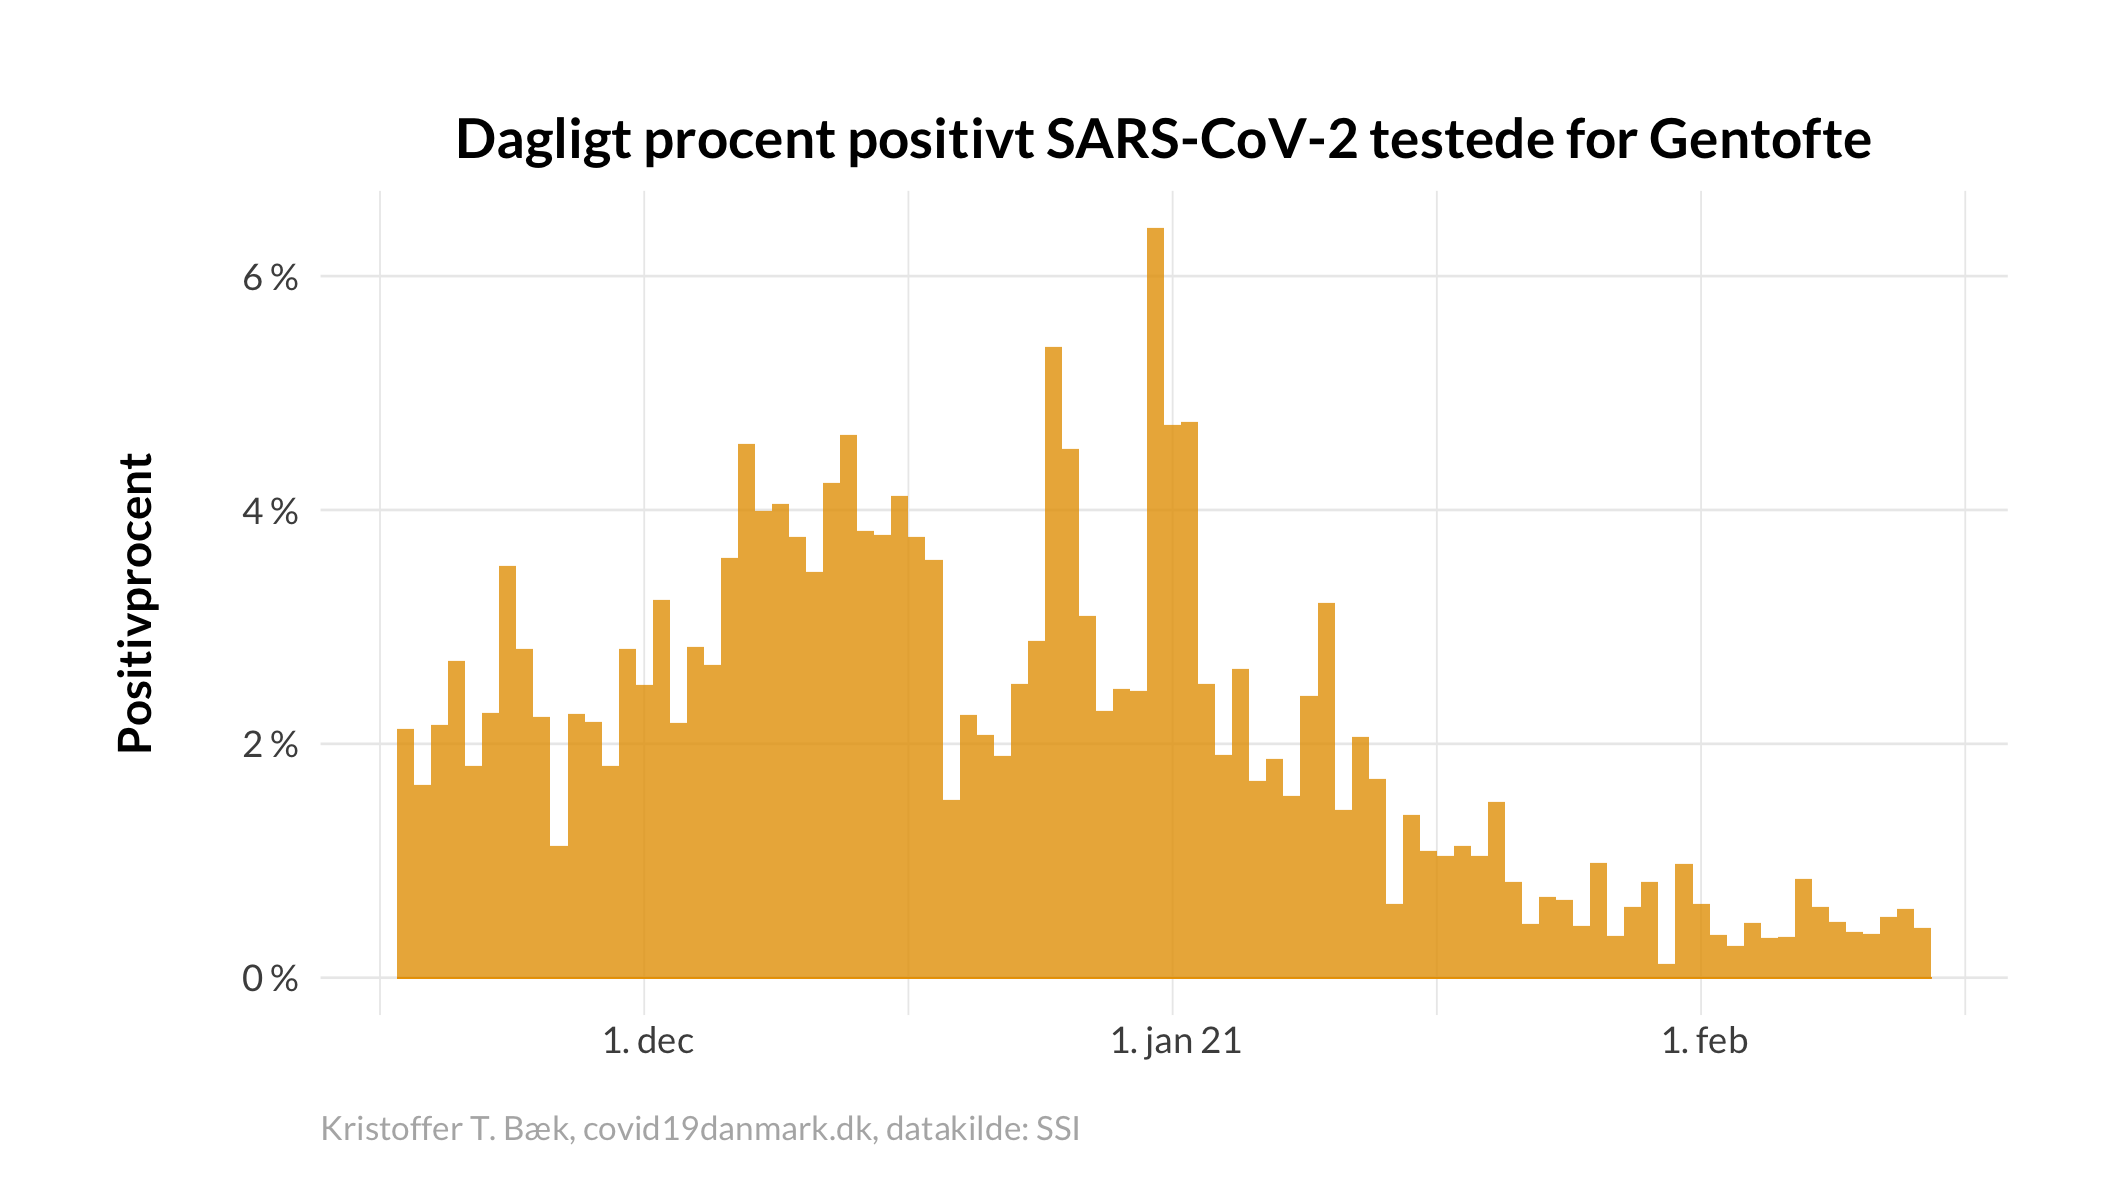 Dagligt procent positivt SARS-CoV-2 testede for Gentofte
Positivprocent
6 %
4 %
2 %
0 %
1. dec
1. jan 21
1. feb
Kristoffer T. Bæk, covid19danmark.dk, datakilde: SSI